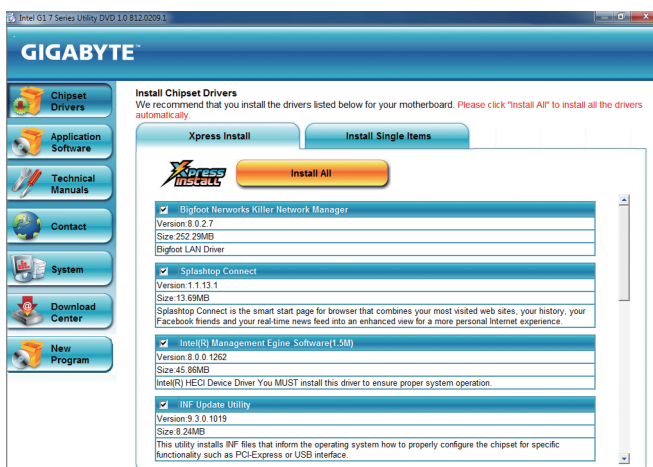 Intel G1 7 Series Utility DVD 1.0 B12.0209.1
GIGABYTE™
Chipset
Drivers
Application
Software
Technical
Manuals
Contact
System
Download
Center
New
Program
Install Chipset Drivers
We recommend that you install the drivers listed below for your motherboard. Please click "Install All" to install all the drivers
automatically.
Xpress Install
Install Single Items
Xpress
Install
Install All
Bigfoot Nerworks Killer Network Manager
Version:8.0.2.7
Size:252.29MB
Bigfoot LAN Driver
Splashtop Connect
Version:1.1.13.1
Size:13.69MB
Splashtop Connect is the smart start page for browser that combines your most visited web sites, your history, your
Facebook friends and your real-time news feed into an enhanced view for a more personal Internet experience.
Intel(R) Management Egine Software(1.5M)
Version:8.0.0.1262
Size:45.86MB
Intel(R) HECI Device Driver You MUST install this driver to ensure proper system operation.
INF Update Utility
Version:9.3.0.1019
Size:8.24MB
This utility installs INF files that inform the operating system how to properly configure the chipset for specific
functionality such as PCI-Express or USB interface.